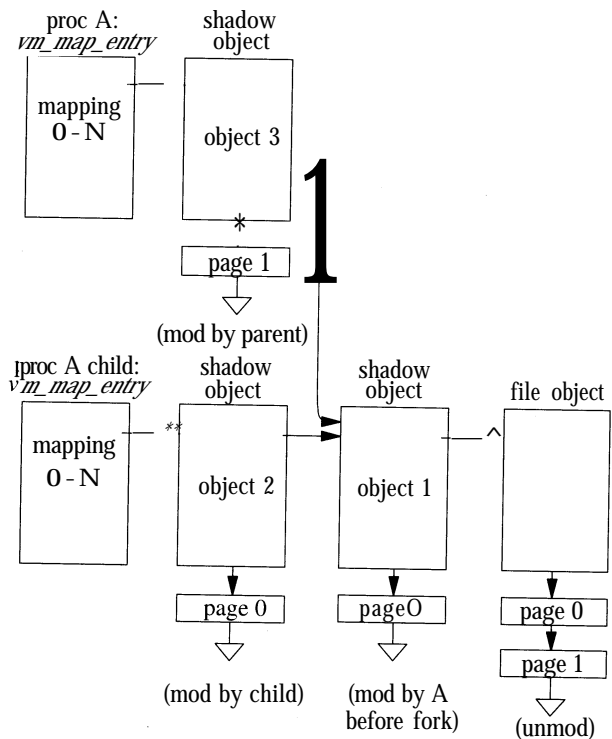 proc A:
vm_map_entry
shadow
object
mapping
0 - N
object 3
1
page 1
(mod by parent)
proc A child:
vm_map_entry
shadow
object
shadow
object
file object
mapping
0 - N
**
object 2
object 1
^
page 0
pageO
page 0
page 1
(mod by child)
(mod by A
before fork)
(unmod)